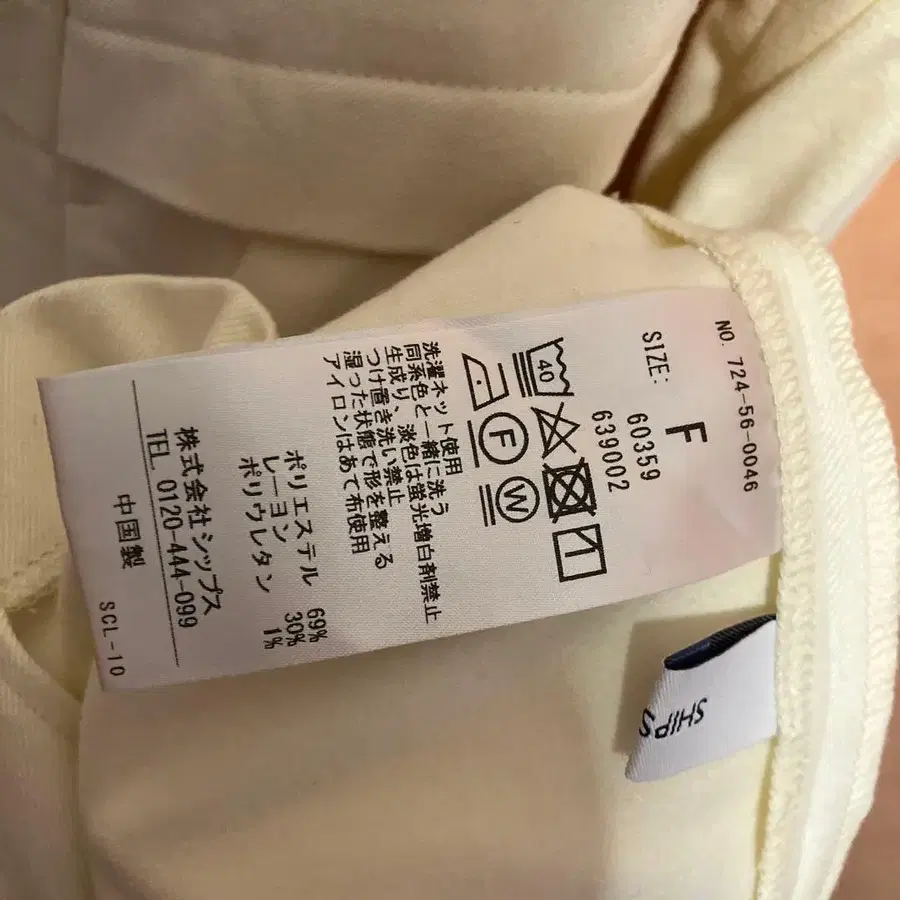 NO. 724-56-0046
SIZE: F
60359
639002
40
F
W
洗濯ネット使用
同系色と一緒に洗う
生成り、淡色は蛍光増白剤禁止
つけ置き洗い禁止
湿った状態で形を整える
アイロンはあて布使用
ポリエステル 69%
レーヨン 30%
ポリウレタン 1%
株式会社シップス
TEL 0120-444-099
中国製
SCL-10
SHIPS